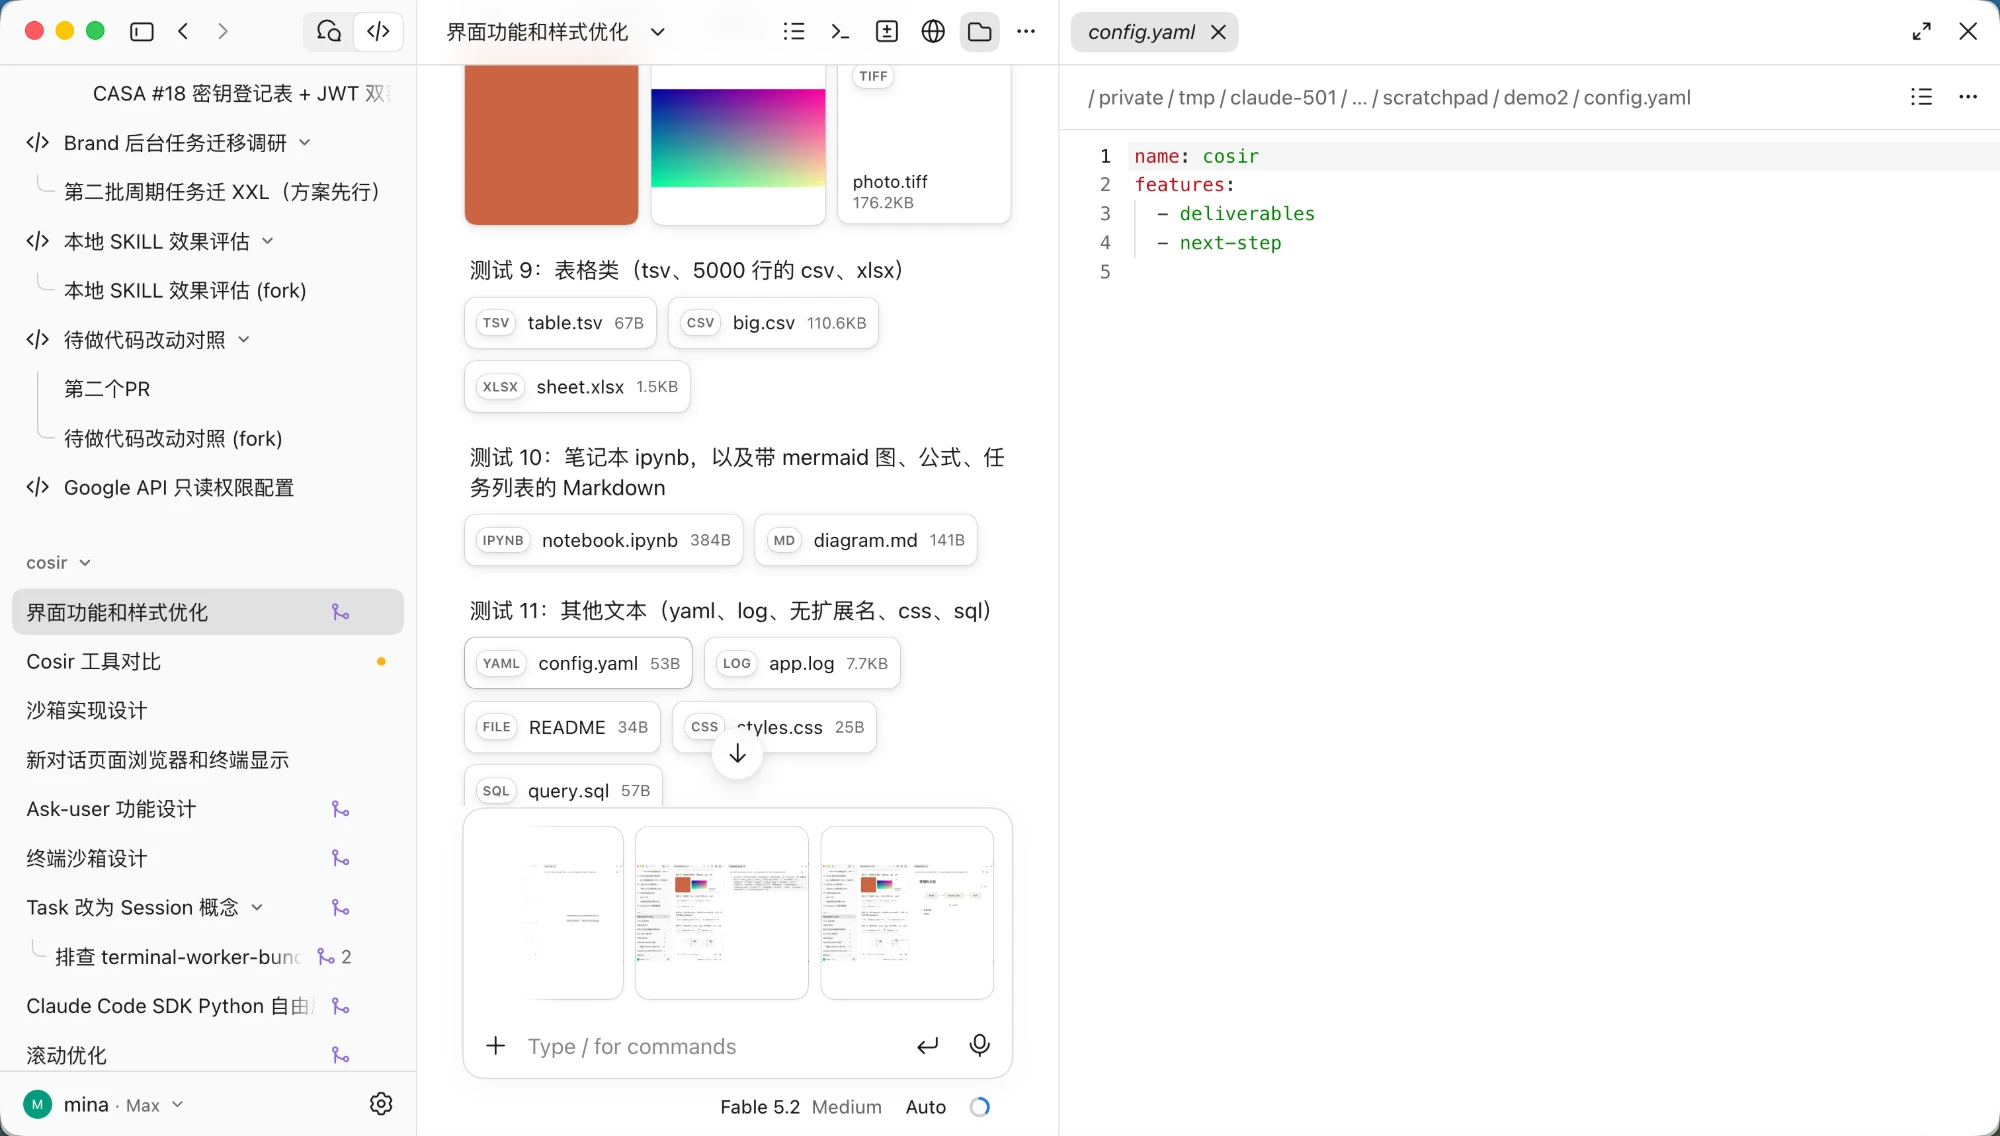 界面功能和样式优化
config.yaml
CASA #18 密钥登记表 + JWT 双
Brand 后台任务迁移调研
第二批周期任务迁 XXL（方案先行）
本地 SKILL 效果评估
本地 SKILL 效果评估 (fork)
待做代码改动对照
第二个PR
待做代码改动对照 (fork)
Google API 只读权限配置
cosir
界面功能和样式优化
Cosir 工具对比
沙箱实现设计
新对话页面浏览器和终端显示
Ask-user 功能设计
终端沙箱设计
Task 改为 Session 概念
排查 terminal-worker-bun
2
Claude Code SDK Python 自由
滚动优化
M
mina · Max
TIFF
photo.tiff
176.2KB
测试 9：表格类（tsv、5000 行的 csv、xlsx）
TSV table.tsv 67B
CSV big.csv 110.6KB
XLSX sheet.xlsx 1.5KB
测试 10：笔记本 ipynb，以及带 mermaid 图、公式、任
务列表的 Markdown
IPYNB notebook.ipynb 384B
MD diagram.md 141B
测试 11：其他文本（yaml、log、无扩展名、css、sql）
YAML config.yaml 53B
LOG app.log 7.7KB
FILE README 34B
CSS styles.css 25B
SQL query.sql 57B
Type / for commands
Fable 5.2 Medium Auto
/ private / tmp / claude-501 / ... / scratchpad / demo2 / config.yaml
1 name: cosir
2 features:
3 - deliverables
4 - next-step
5